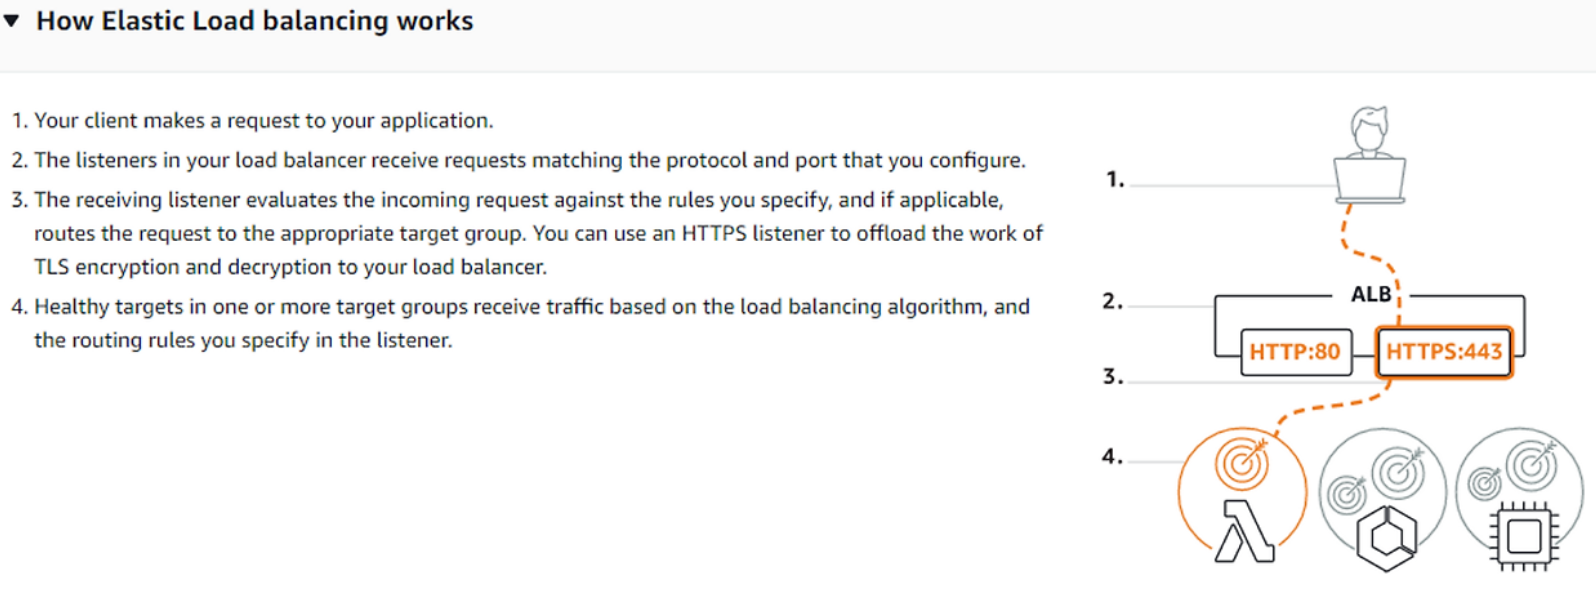 How Elastic Load balancing works
1. Your client makes a request to your application.
2. The listeners in your load balancer receive requests matching the protocol and port that you configure.
3. The receiving listener evaluates the incoming request against the rules you specify, and if applicable,
routes the request to the appropriate target group. You can use an HTTPS listener to offload the work of
TLS encryption and decryption to your load balancer.
4. Healthy targets in one or more target groups receive traffic based on the load balancing algorithm, and
the routing rules you specify in the listener.
1.
2.
ALB
HTTP:80
HTTPS:443
3.
4.